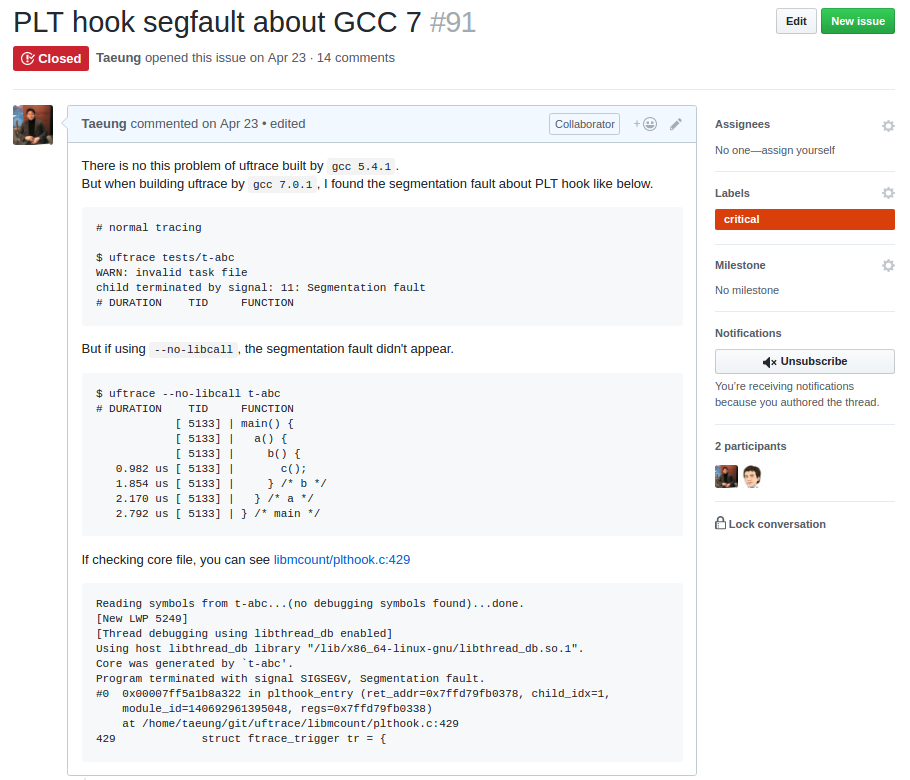 PLT hook segfault about GCC 7 #91
Edit
New issue
Closed
Taeung opened this issue on Apr 23 · 14 comments
Taeung commented on Apr 23 • edited
Collaborator
There is no this problem of uftrace built by gcc 5.4.1.
But when building uftrace by gcc 7.0.1, I found the segmentation fault about PLT hook like below.
# normal tracing
$ uftrace tests/t-abc
WARN: invalid task file
child terminated by signal: 11: Segmentation fault
# DURATION    TID     FUNCTION
But if using --no-libcall, the segmentation fault didn't appear.
$ uftrace --no-libcall t-abc
# DURATION    TID     FUNCTION
            [ 5133] | main() {
            [ 5133] |   a() {
            [ 5133] |     b() {
   0.982 us [ 5133] |       c();
   1.854 us [ 5133] |     } /* b */
   2.170 us [ 5133] |   } /* a */
   2.792 us [ 5133] | } /* main */
If checking core file, you can see libmcount/plthook.c:429
Reading symbols from t-abc...(no debugging symbols found)...done.
[New LWP 5249]
[Thread debugging using libthread_db enabled]
Using host libthread_db library "/lib/x86_64-linux-gnu/libthread_db.so.1".
Core was generated by `t-abc'.
Program terminated with signal SIGSEGV, Segmentation fault.
#0  0x00007ff5a1b8a322 in plthook_entry (ret_addr=0x7ffd79fb0378, child_idx=1,
    module_id=140692961395048, regs=0x7ffd79fb0338)
    at /home/taeung/git/uftrace/libmcount/plthook.c:429
429             struct ftrace_trigger tr = {
Assignees
No one—assign yourself
Labels
critical
Milestone
No milestone
Notifications
Unsubscribe
You're receiving notifications
because you authored the thread.
2 participants
Lock conversation